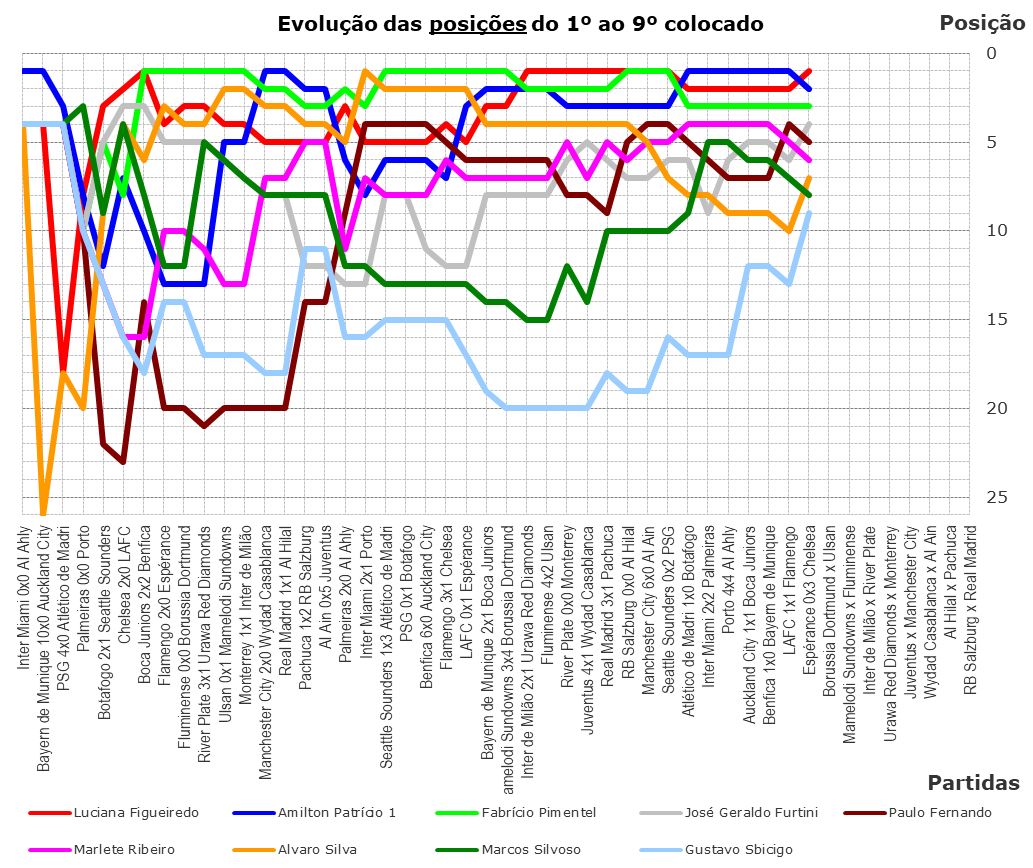 Evolução das posições do 1º ao 9º colocado
Posição
0
5
10
15
20
25
Inter Miami 0x0 Al Ahly
Bayern de Munique 10x0 Auckland City
PSG 4x0 Atlético de Madri
Palmeiras 0x0 Porto
Botafogo 2x1 Seattle Sounders
Chelsea 2x0 LAFC
Boca Juniors 2x2 Benfica
Flamengo 2x0 Espérance
Fluminense 0x0 Borussia Dortmund
River Plate 3x1 Urawa Red Diamonds
Ulsan 0x1 Mamelodi Sundowns
Monterrey 1x1 Inter de Milão
Manchester City 2x0 Wydad Casablanca
Real Madrid 1x1 Al Hilal
Pachuca 1x2 RB Salzburg
Al Ain 0x5 Juventus
Palmeiras 2x0 Al Ahly
Inter Miami 2x1 Porto
Seattle Sounders 1x3 Atlético de Madri
PSG 0x1 Botafogo
Benfica 6x0 Auckland City
Flamengo 3x1 Chelsea
LAFC 0x1 Espérance
Bayern de Munique 2x1 Boca Juniors
amelodi Sundowns 3x4 Borussia Dortmund
Inter de Milão 2x1 Urawa Red Diamonds
Fluminense 4x2 Ulsan
River Plate 0x0 Monterrey
Juventus 4x1 Wydad Casablanca
Real Madrid 3x1 Pachuca
RB Salzburg 0x0 Al Hilal
Manchester City 6x0 Al Ain
Seattle Sounders 0x2 PSG
Atlético de Madri 1x0 Botafogo
Inter Miami 2x2 Palmeiras
Porto 4x4 Al Ahly
Auckland City 1x1 Boca Juniors
Benfica 1x0 Bayern de Munique
LAFC 1x1 Flamengo
Espérance 0x3 Chelsea
Borussia Dortmund x Ulsan
Mamelodi Sundowns x Fluminense
Inter de Milão x River Plate
Urawa Red Diamonds x Monterrey
Juventus x Manchester City
Wydad Casablanca x Al Ain
Al Hilal x Pachuca
RB Salzburg x Real Madrid
Partidas
Luciana Figueiredo
Amilton Patrício 1
Fabrício Pimentel
José Geraldo Furtini
Paulo Fernando
Marlete Ribeiro
Alvaro Silva
Marcos Silvoso
Gustavo Sbicigo